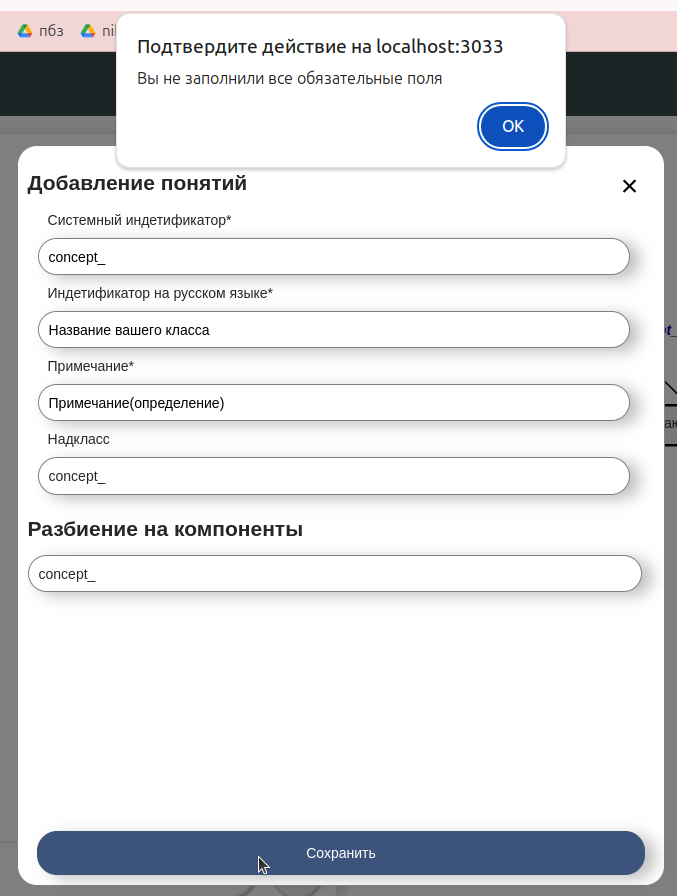 пбз
Подтвердите действие на localhost:3033
Вы не заполнили все обязательные поля
OK
Добавление понятий
Системный индетификатор*
concept_
Индетификатор на русском языке*
Название вашего класса
Примечание*
Примечание(определение)
Надкласс
concept_
Разбиение на компоненты
concept_
Сохранить